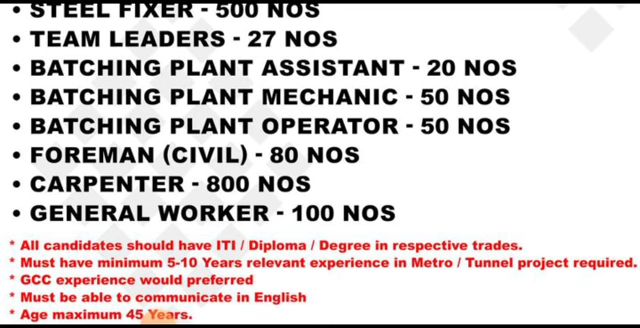 • STEEL FIXER - 500 NOS
• TEAM LEADERS - 27 NOS
• BATCHING PLANT ASSISTANT - 20 NOS
• BATCHING PLANT MECHANIC - 50 NOS
• BATCHING PLANT OPERATOR - 50 NOS
• FOREMAN (CIVIL) - 80 NOS
• CARPENTER - 800 NOS
• GENERAL WORKER - 100 NOS
* All candidates should have ITI / Diploma / Degree in respective trades.
* Must have minimum 5-10 Years relevant experience in Metro / Tunnel project required.
* GCC experience would preferred
* Must be able to communicate in English
* Age maximum 45 Years.